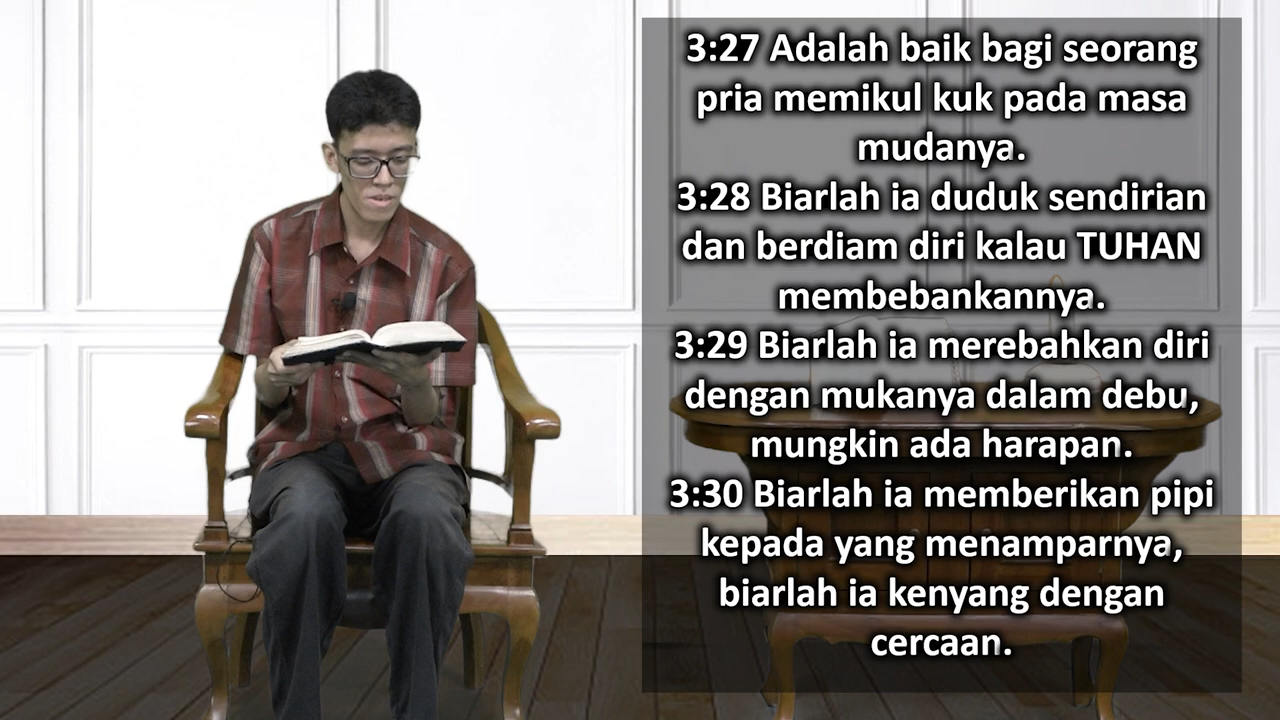 3:27 Adalah baik bagi seorang
pria memikul kuk pada masa
mudanya.
3:28 Biarlah ia duduk sendirian
dan berdiam diri kalau TUHAN
membebankannya.
3:29 Biarlah ia merebahkan diri
dengan mukanya dalam debu,
mungkin ada harapan.
3:30 Biarlah ia memberikan pipi
kepada yang menamparnya,
biarlah ia kenyang dengan
cercaan.